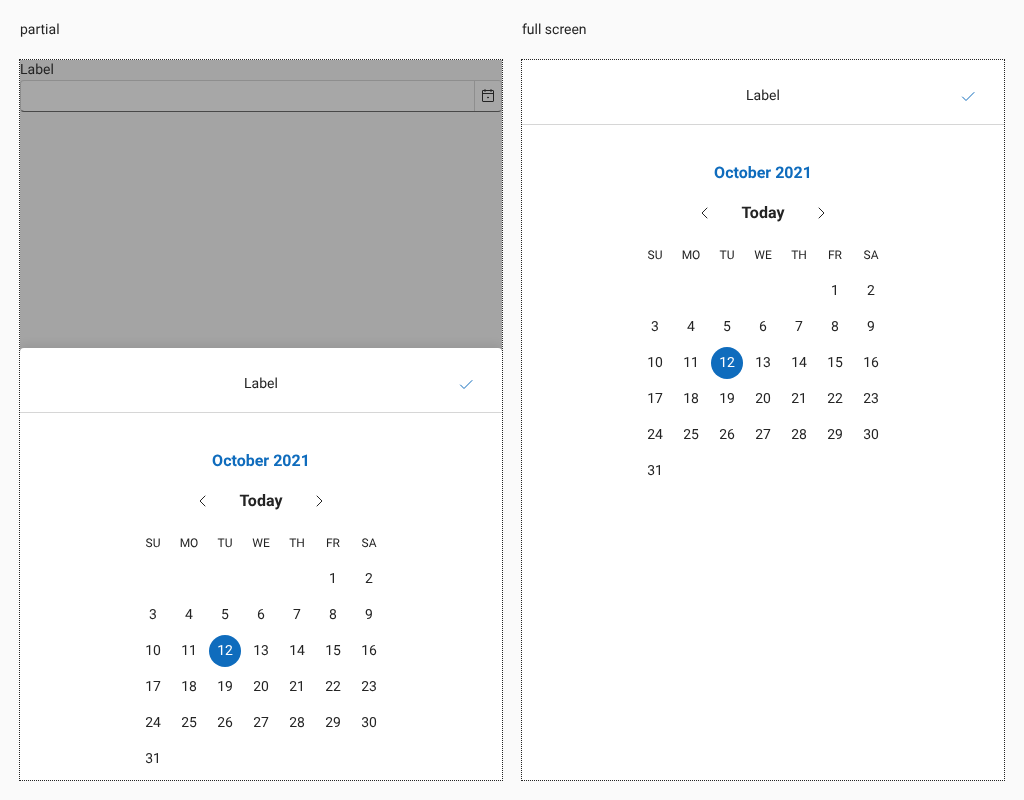 partial
Label
Label
October 2021
Today
SU MO TU WE TH FR SA
1 2
3 4 5 6 7 8 9
10 11 12 13 14 15 16
17 18 19 20 21 22 23
24 25 26 27 28 29 30
31
full screen
Label
October 2021
Today
SU MO TU WE TH FR SA
1 2
3 4 5 6 7 8 9
10 11 12 13 14 15 16
17 18 19 20 21 22 23
24 25 26 27 28 29 30
31